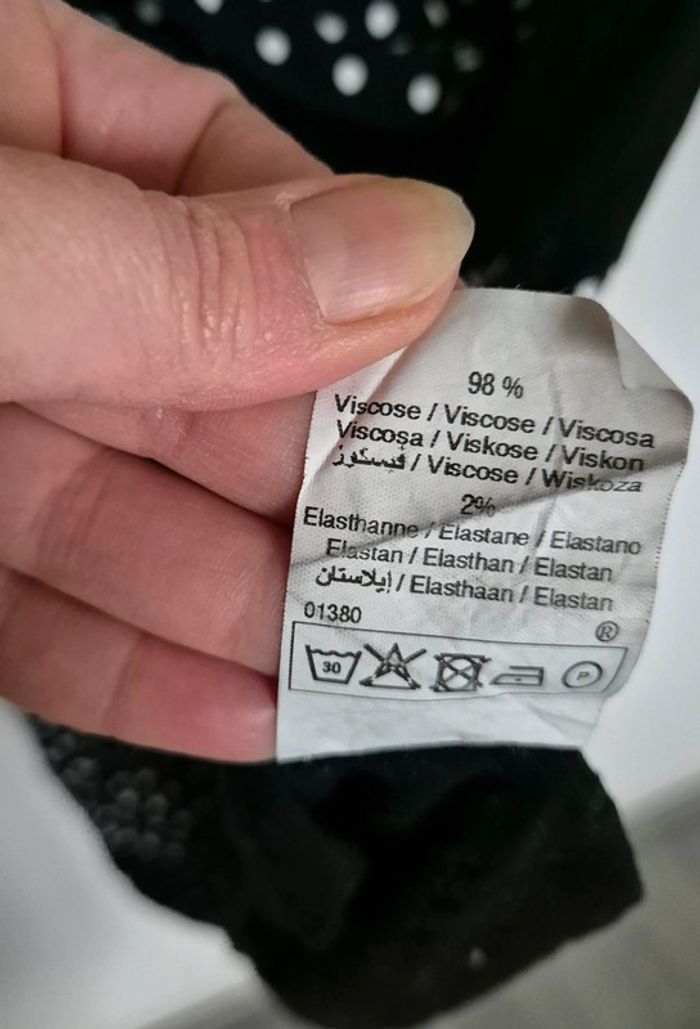 98 %
Viscose / Viscose / Viscosa
Viscoşa / Viskose / Viskon
فيسكوز / Viscose / Wiskoza
2%
Elasthanne / Elastane / Elastano
Elastan / Elasthan / Elastan
إيلاستان / Elasthaan / Elastan
01380
®
30
P